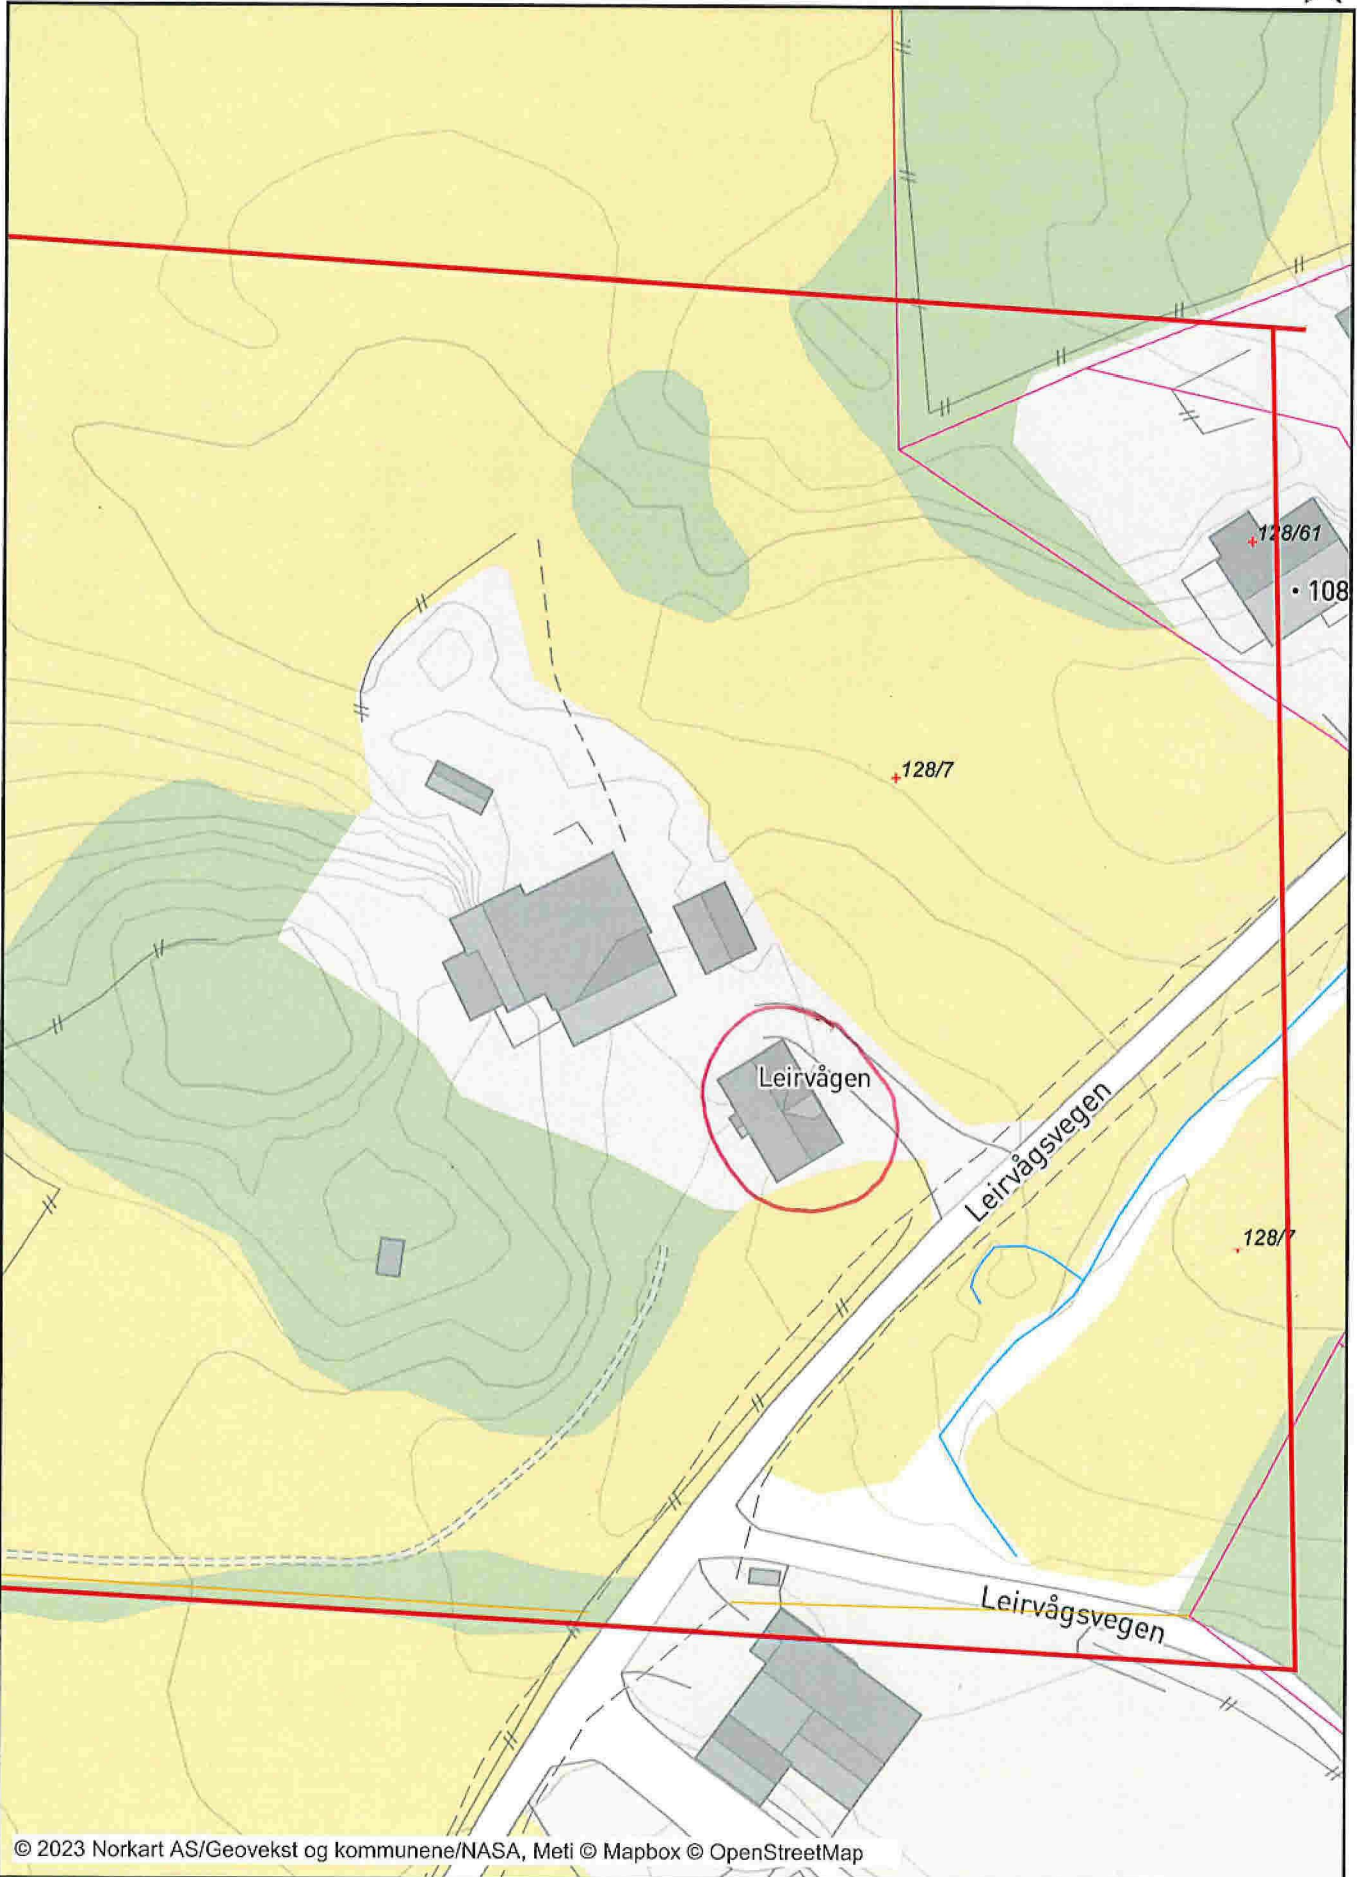 128/61
108
128/7
Leirvågen
Leirvågsvegen
128/7
Leirvågsvegen
© 2023 Norkart AS/Geovekst og kommunene/NASA, Meti © Mapbox © OpenStreetMap